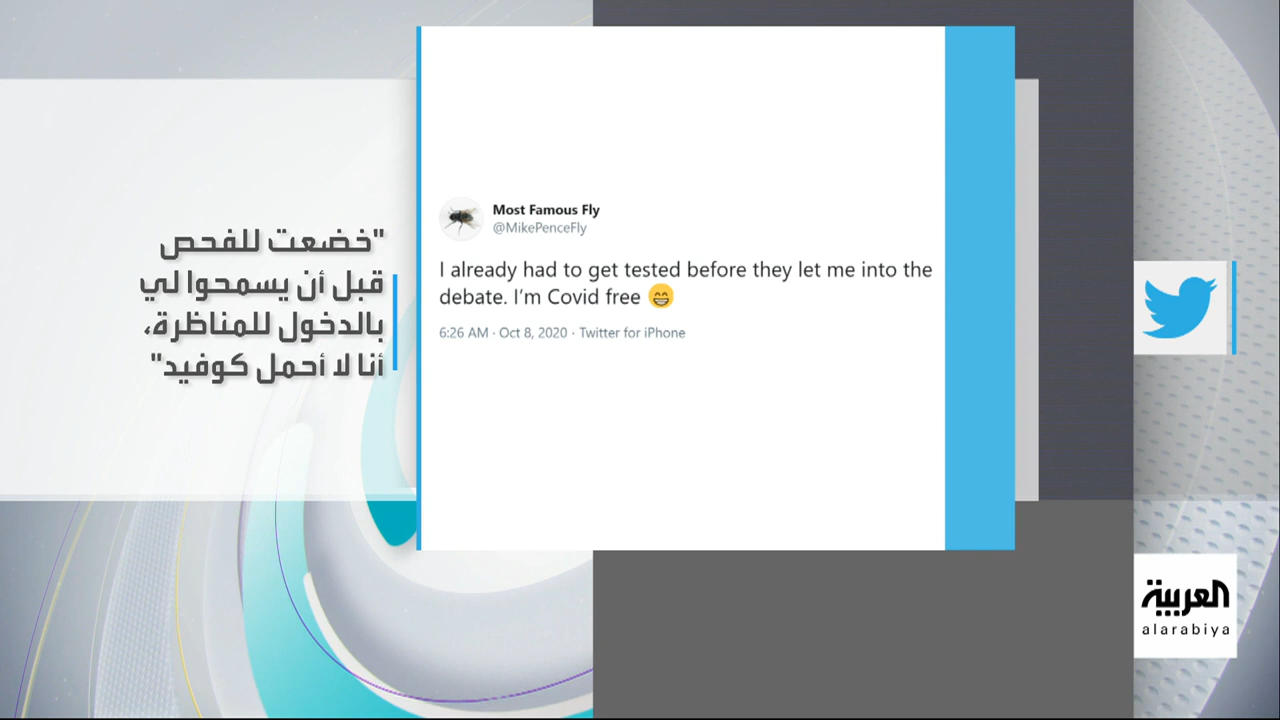 "خضعت للفحص
قبل أن يسمحوا لي
بالدخول للمناظرة،
أنا لا أحمل كوفيد"
Most Famous Fly
@MikePenceFly
I already had to get tested before they let me into the
debate. I'm Covid free 😁
6:26 AM · Oct 8, 2020 · Twitter for iPhone
العربية
alarabiya